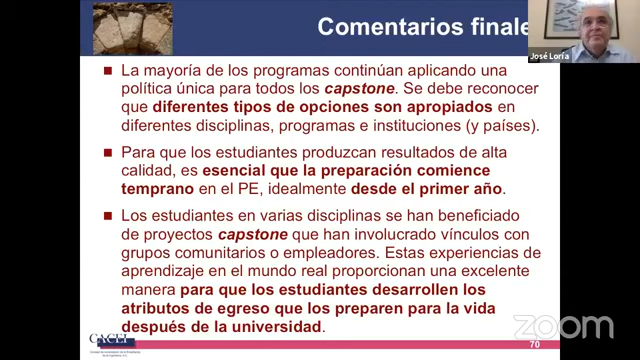 Comentarios finale
José Loría
La mayoría de los programas continúan aplicando una
política única para todos los capstone. Se debe reconocer
que diferentes tipos de opciones son apropiados en
diferentes disciplinas, programas e instituciones (y países).
Para que los estudiantes produzcan resultados de alta
calidad, es esencial que la preparación comience
temprano en el PE, idealmente desde el primer año.
Los estudiantes en varias disciplinas se han beneficiado
de proyectos capstone que han involucrado vínculos con
grupos comunitarios o empleadores. Estas experiencias de
aprendizaje en el mundo real proporcionan una excelente
manera para que los estudiantes desarrollen los
atributos de egreso que los preparen para la vida
después de la universidad.
CACEI
70
zoom